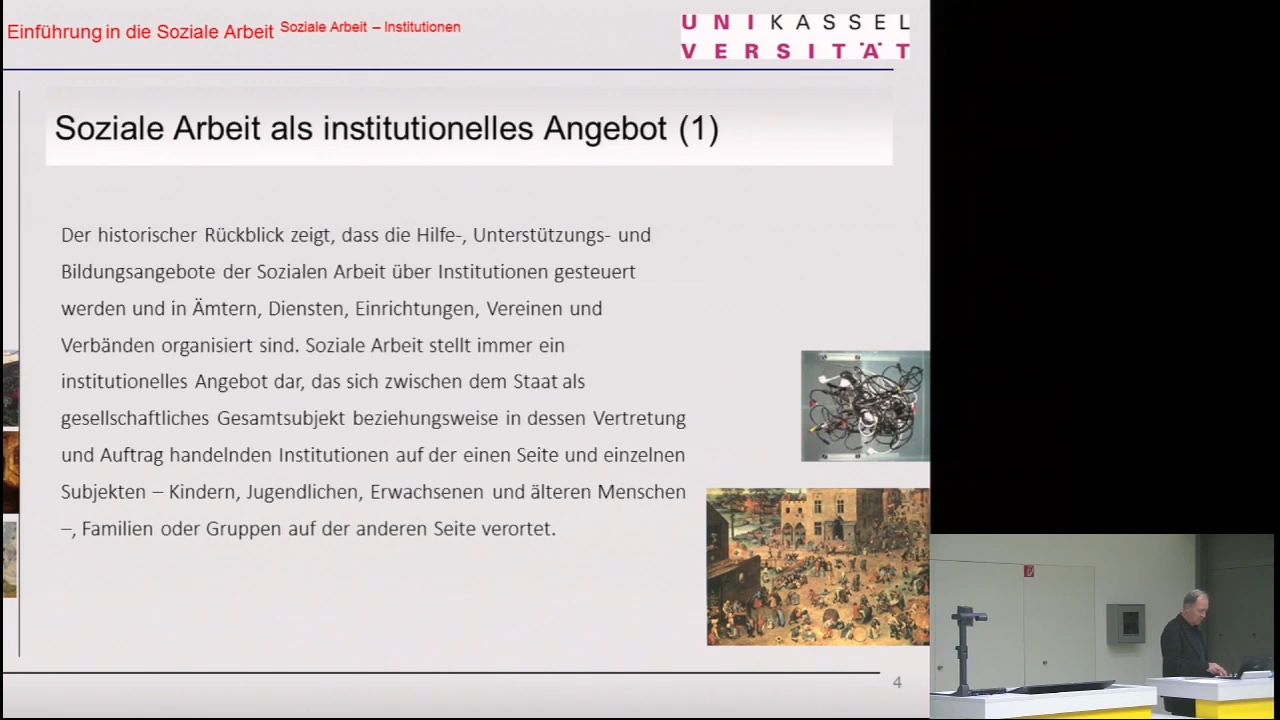 Einführung in die Soziale Arbeit Soziale Arbeit – Institutionen
UNIKASSEL
VERSITÄT
Soziale Arbeit als institutionelles Angebot (1)
Der historischer Rückblick zeigt, dass die Hilfe-, Unterstützungs- und
Bildungsangebote der Sozialen Arbeit über Institutionen gesteuert
werden und in Ämtern, Diensten, Einrichtungen, Vereinen und
Verbänden organisiert sind. Soziale Arbeit stellt immer ein
institutionelles Angebot dar, das sich zwischen dem Staat als
gesellschaftliches Gesamtsubjekt beziehungsweise in dessen Vertretung
und Auftrag handelnden Institutionen auf der einen Seite und einzelnen
Subjekten – Kindern, Jugendlichen, Erwachsenen und älteren Menschen
–, Familien oder Gruppen auf der anderen Seite verortet.
4